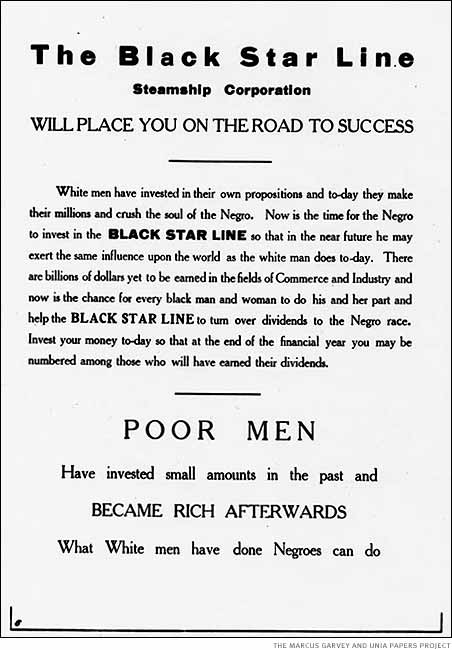 The Black Star Line
Steamship Corporation
WILL PLACE YOU ON THE ROAD TO SUCCESS
White men have invested in their own propositions and to-day they make
their millions and crush the soul of the Negro. Now is the time for the Negro
to invest in the BLACK STAR LINE so that in the near future he may
exert the same influence upon the world as the white man does to-day. There
are billions of dollars yet to be earned in the fields of Commerce and Industry and
now is the chance for every black man and woman to do his and her part and
help the BLACK STAR LINE to turn over dividends to the Negro race.
Invest your money to-day so that at the end of the financial year you may be
numbered among those who will have earned their dividends.
POOR MEN
Have invested small amounts in the past and
BECAME RICH AFTERWARDS
What White men have done Negroes can do
THE MARCUS GARVEY AND UNIA PAPERS PROJECT